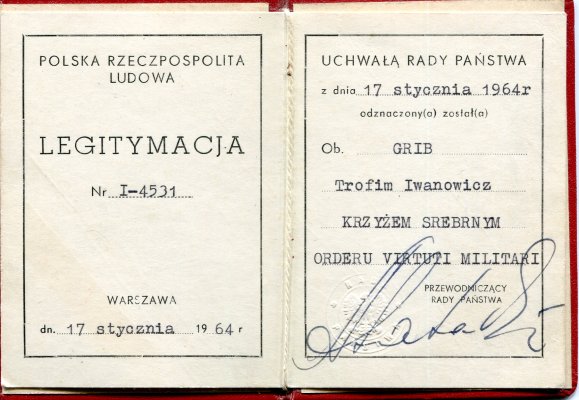 POLSKA RZECZPOSPOLITA
LUDOWA
LEGITYMACJA
Nr I-4531
WARSZAWA
dn. 17 stycznia 1964 r
UCHWAŁĄ RADY PAŃSTWA
z dnia 17 stycznia 1964r
odznaczony(a) został(a)
Ob. GRIB
Trofim Iwanowicz
KRZYŻEM SREBRNYM
ORDERU VIRTUTI MILITARI
PRZEWODNICZĄCY
RADY PAŃSTWA